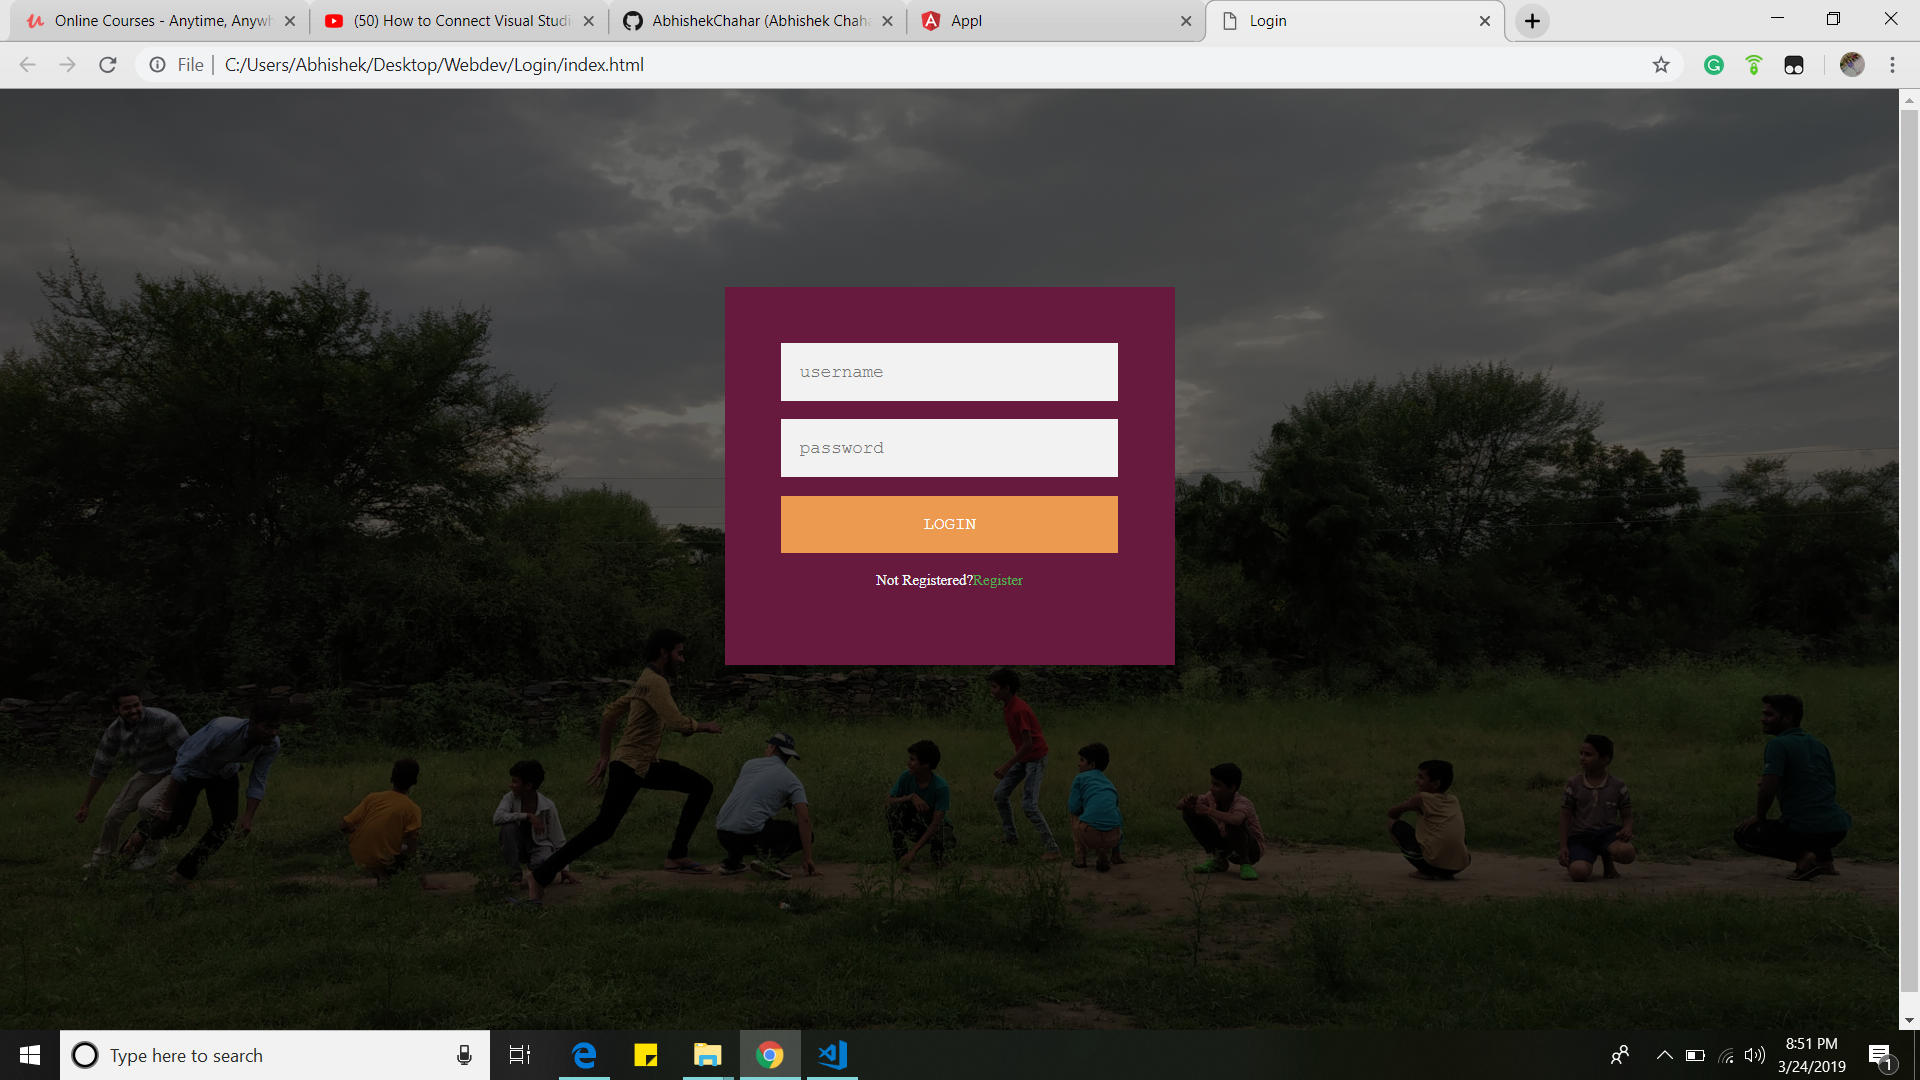 Online Courses - Anytime, Anywh
(50) How to Connect Visual Studi
AbhishekChahar (Abhishek Chaha
Appl
Login
File
C:/Users/Abhishek/Desktop/Webdev/Login/index.html
username
password
LOGIN
Not Registered?Register
Type here to search
8:51 PM
3/24/2019
1